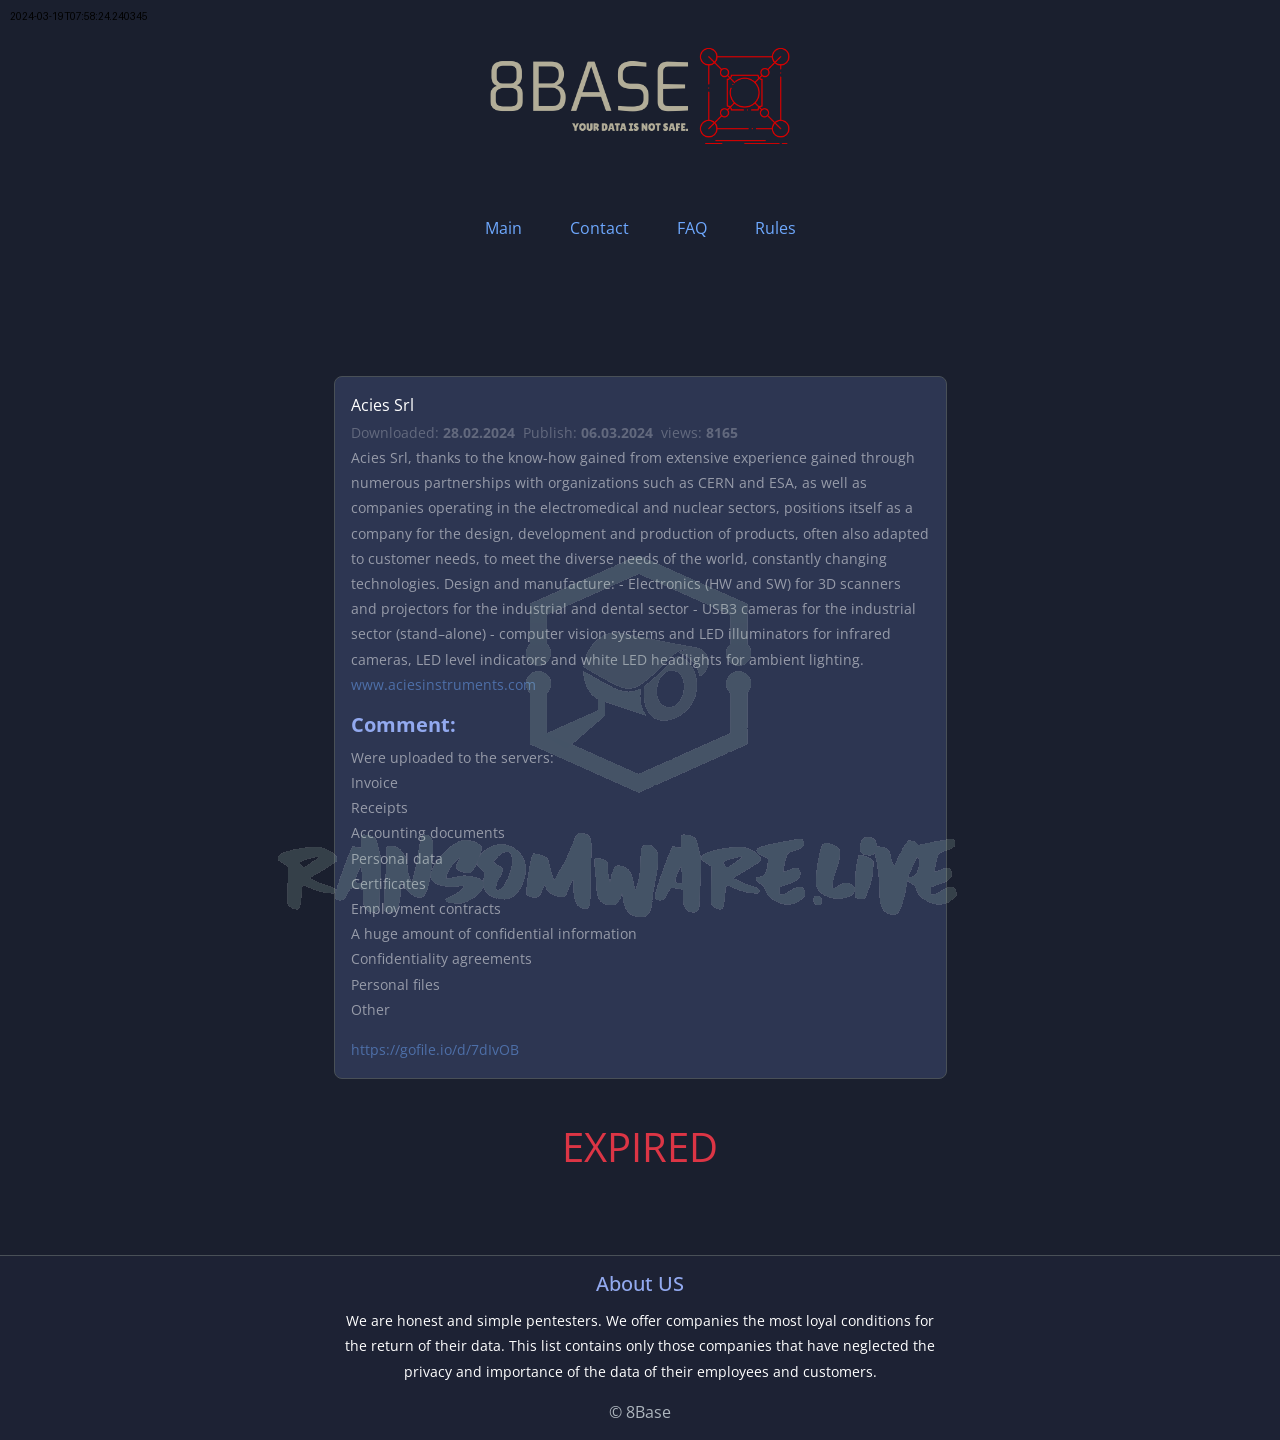 2024-03-19T07:58:24.240345
8BASE
YOUR DATA IS NOT SAFE.
Main Contact FAQ Rules
Acies Srl
Downloaded: 28.02.2024 Publish: 06.03.2024 views: 8165
Acies Srl, thanks to the know-how gained from extensive experience gained through
numerous partnerships with organizations such as CERN and ESA, as well as
companies operating in the electromedical and nuclear sectors, positions itself as a
company for the design, development and production of products, often also adapted
to customer needs, to meet the diverse needs of the world, constantly changing
technologies. Design and manufacture: - Electronics (HW and SW) for 3D scanners
and projectors for the industrial and dental sector - USB3 cameras for the industrial
sector (stand–alone) - computer vision systems and LED illuminators for infrared
cameras, LED level indicators and white LED headlights for ambient lighting.
www.aciesinstruments.com
Comment:
Were uploaded to the servers:
Invoice
Receipts
Accounting documents
Personal data
RANSOMWARE.LIVE
Certificates
Employment contracts
A huge amount of confidential information
Confidentiality agreements
Personal files
Other
https://gofile.io/d/7dIvOB
EXPIRED
About US
We are honest and simple pentesters. We offer companies the most loyal conditions for
the return of their data. This list contains only those companies that have neglected the
privacy and importance of the data of their employees and customers.
© 8Base